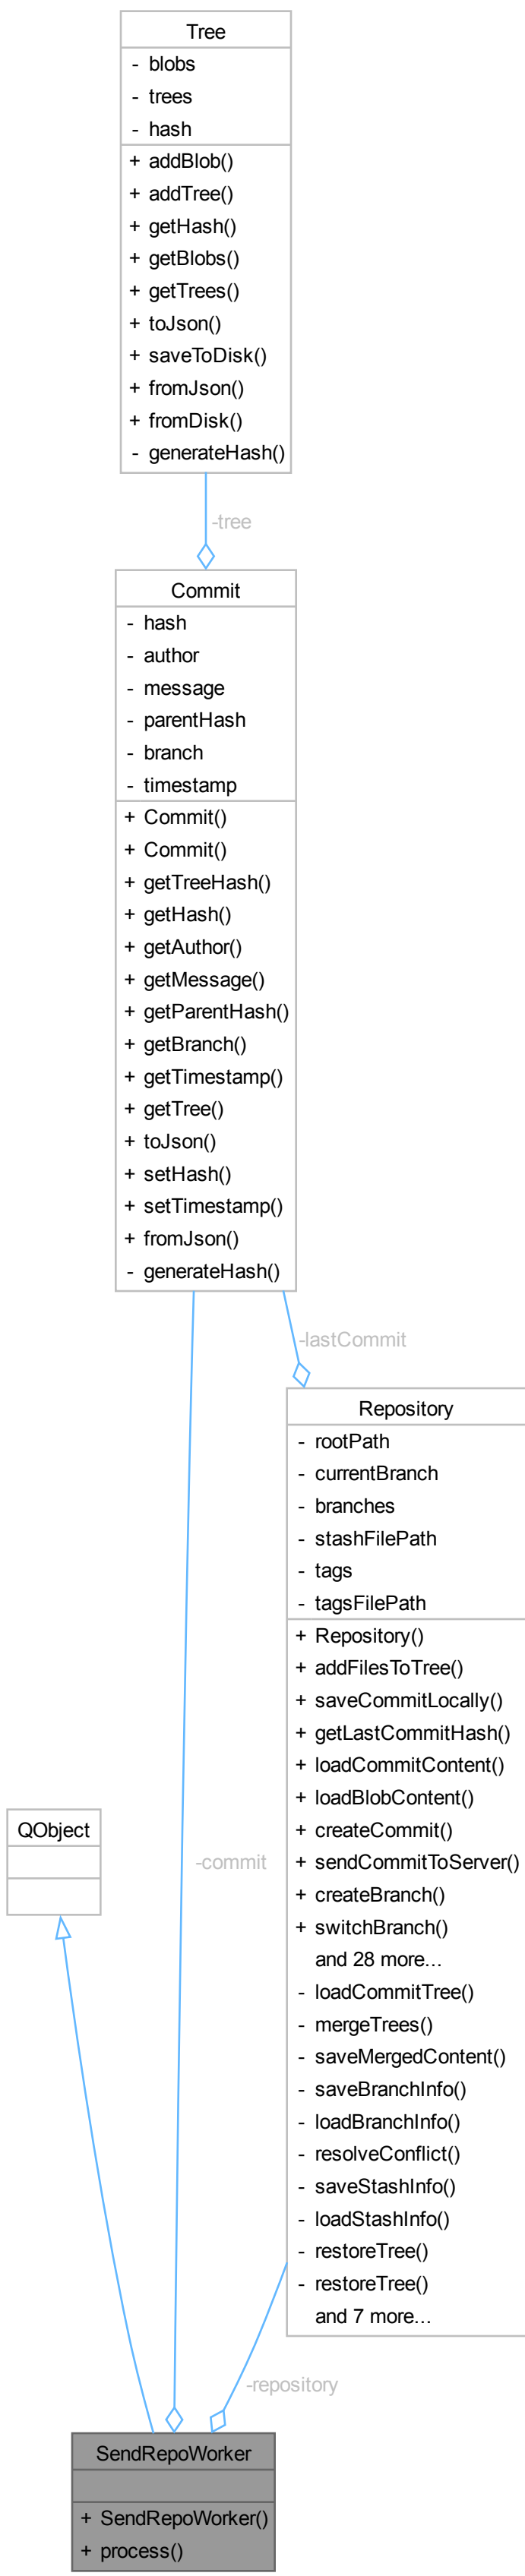 Tree
- blobs
- trees
- hash
+ addBlob()
+ addTree()
+ getHash()
+ getBlobs()
+ getTrees()
+ toJson()
+ saveToDisk()
+ fromJson()
+ fromDisk()
- generateHash()
-tree
Commit
- hash
- author
- message
- parentHash
- branch
- timestamp
+ Commit()
+ Commit()
+ getTreeHash()
+ getHash()
+ getAuthor()
+ getMessage()
+ getParentHash()
+ getBranch()
+ getTimestamp()
+ getTree()
+ toJson()
+ setHash()
+ setTimestamp()
+ fromJson()
- generateHash()
-lastCommit
Repository
- rootPath
- currentBranch
- branches
- stashFilePath
- tags
- tagsFilePath
+ Repository()
+ addFilesToTree()
+ saveCommitLocally()
+ getLastCommitHash()
+ loadCommitContent()
+ loadBlobContent()
+ createCommit()
+ sendCommitToServer()
+ createBranch()
+ switchBranch()
and 28 more...
- loadCommitTree()
- mergeTrees()
- saveMergedContent()
- saveBranchInfo()
- loadBranchInfo()
- resolveConflict()
- saveStashInfo()
- loadStashInfo()
- restoreTree()
- restoreTree()
and 7 more...
QObject
-commit
-repository
SendRepoWorker
+ SendRepoWorker()
+ process()